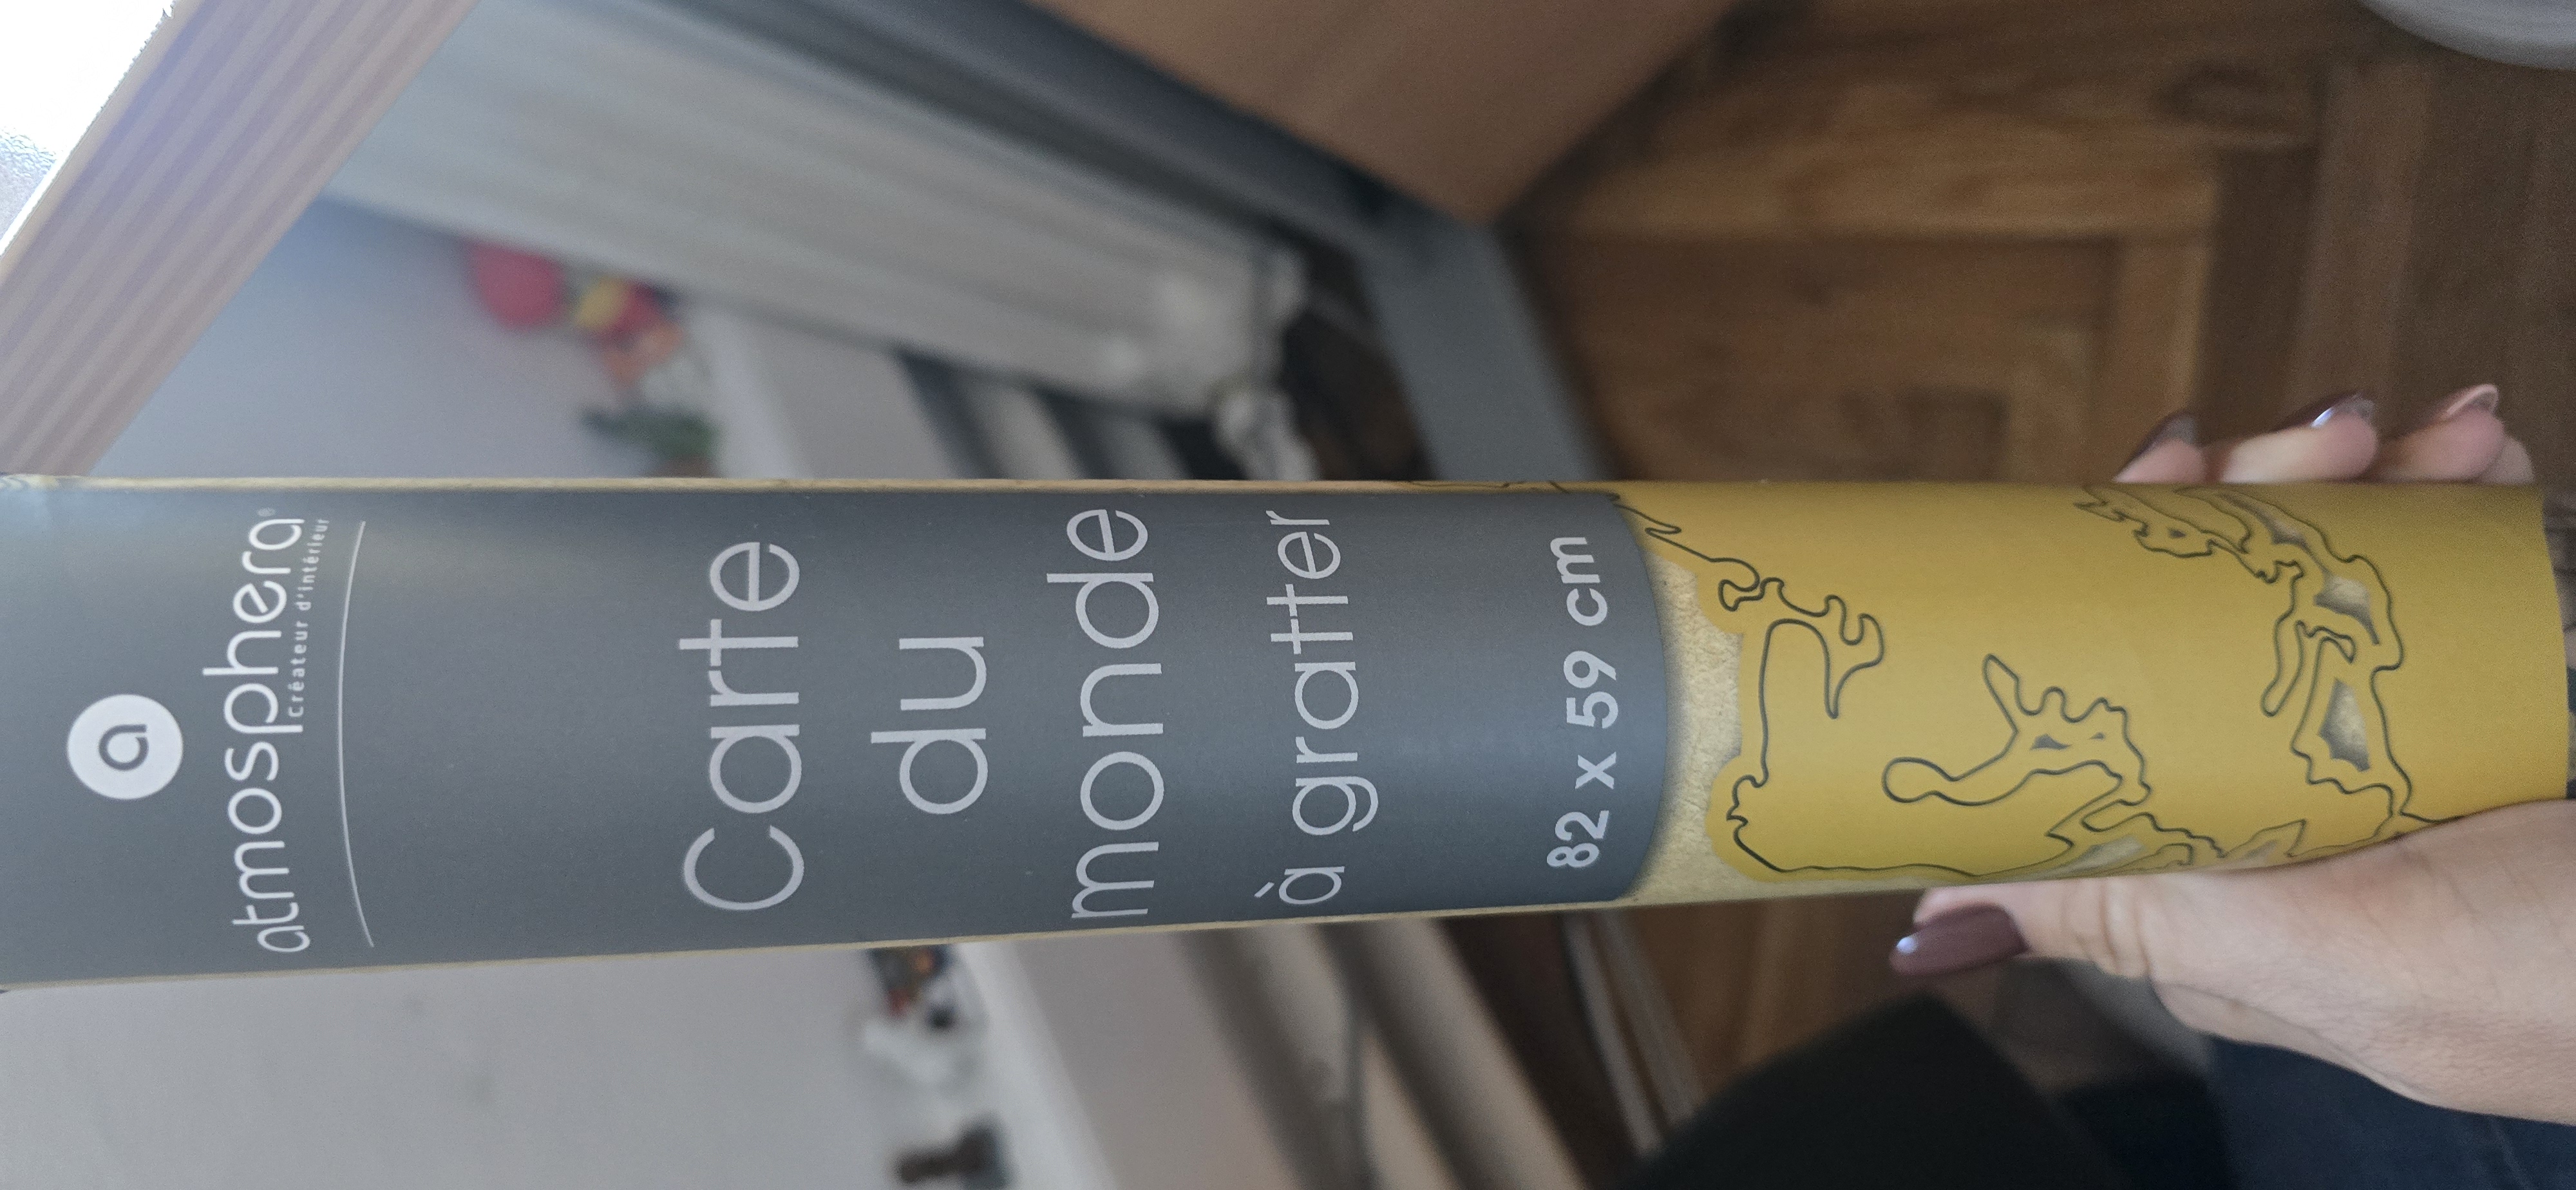 a
atmosphera®
créateur d'intérieur
Carte
du
monde
à gratter
82 x 59 cm